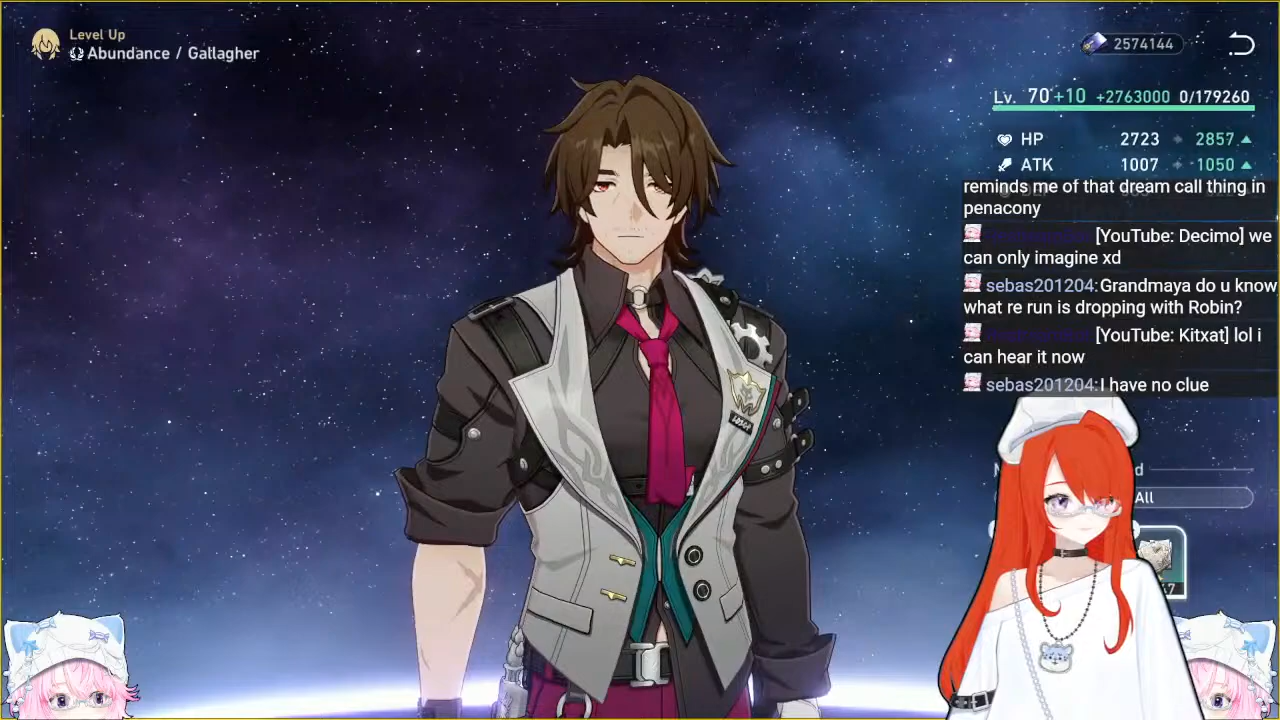 Level Up
Abundance / Gallagher
2574144
Lv. 70 +10 +2763000 0/179260
HP 2723 2857
ATK 1007 1050
reminds me of that dream call thing in
penacony
[YouTube: Decimo] we
can only imagine xd
sebas201204:Grandmaya do u know
what re run is dropping with Robin?
[YouTube: Kitxat] lol i
can hear it now
sebas201204:I have no clue
All